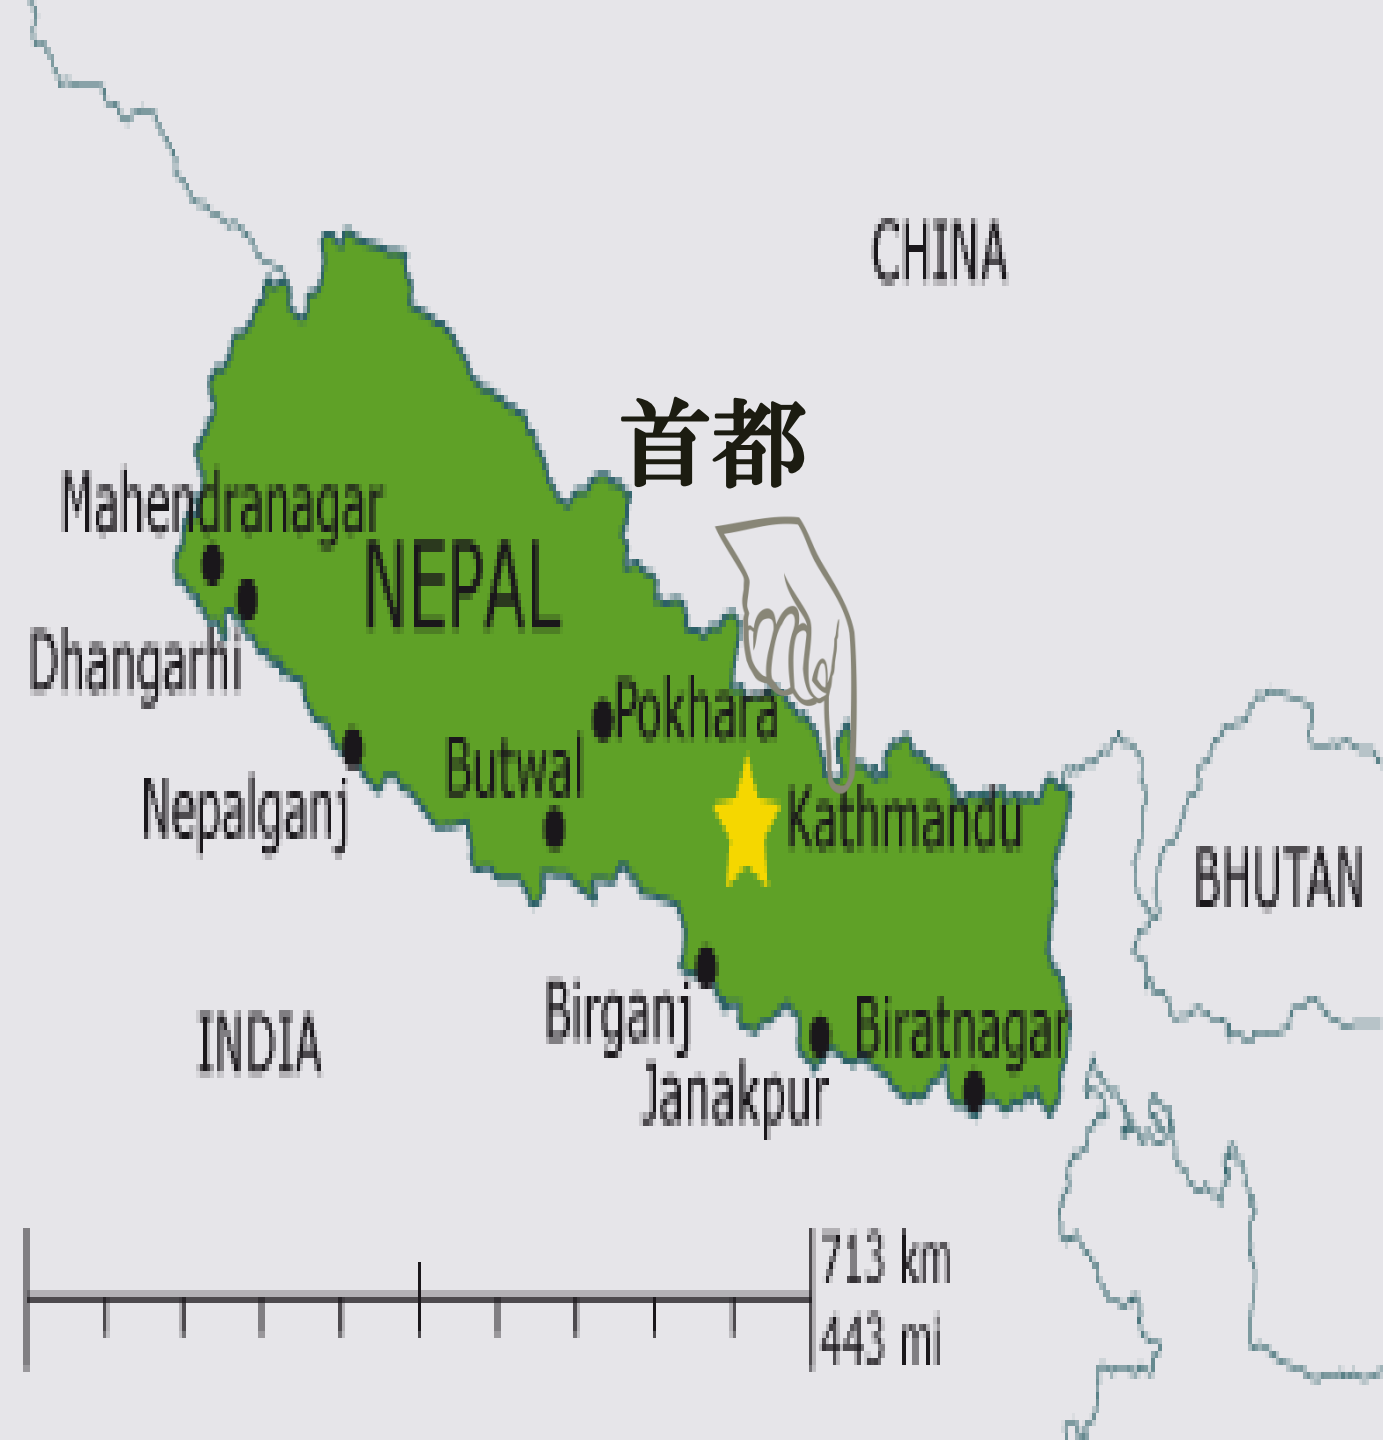 CHINA
首都
Mahendranagar
NEPAL
Dhangarhi
Pokhara
Butwal
Nepalganj
Kathmandu
BHUTAN
Birganj
Biratnagar
INDIA
Janakpur
713 km
443 mi